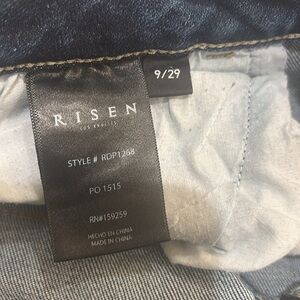 9/29
RISEN
LOS ANGELES
STYLE # RDP1268
PO 1515
RN#159259
HECHO EN CHINA
MADE IN CHINA